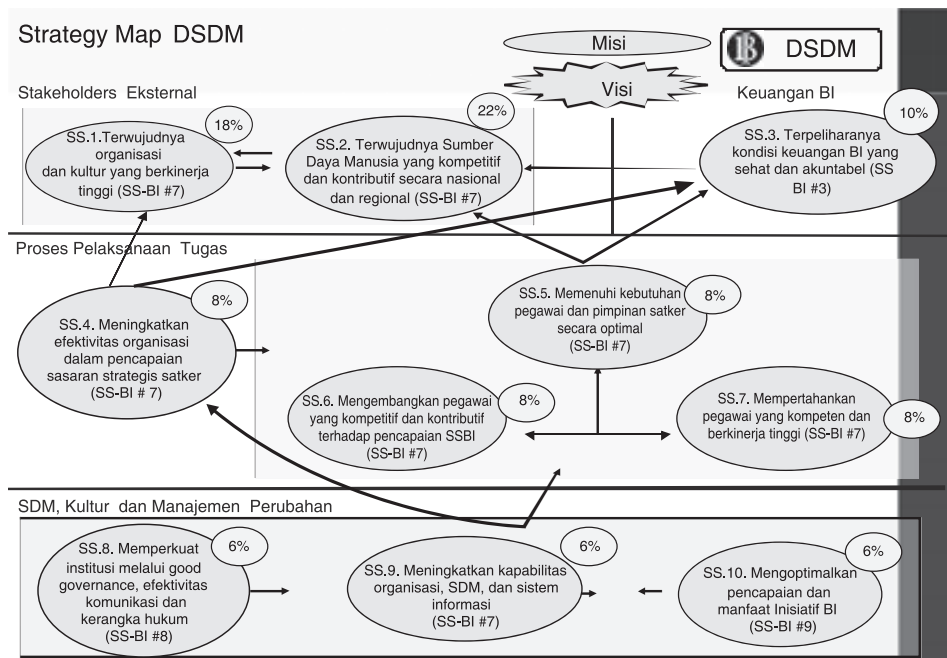 Strategy Map DSDM
Misi
DSDM
Visi
Stakeholders Eksternal
Keuangan BI
18%
SS.1.Terwujudnya
organisasi
dan kultur yang berkinerja
tinggi (SS-BI #7)
22%
SS.2. Terwujudnya Sumber
Daya Manusia yang kompetitif
dan kontributif secara nasional
dan regional (SS-BI #7)
10%
SS.3. Terpeliharanya
kondisi keuangan BI yang
sehat dan akuntabel (SS
BI #3)
Proses Pelaksanaan Tugas
8%
SS.4. Meningkatkan
efektivitas organisasi
dalam pencapaian
sasaran strategis satker
(SS-BI # 7)
SS.5. Memenuhi kebutuhan
pegawai dan pimpinan satker
secara optimal
(SS-BI #7)
8%
SS.6. Mengembangkan pegawai
yang kompetitif dan kontributif
terhadap pencapaian SSBI
(SS-BI #7)
8%
SS.7. Mempertahankan
pegawai yang kompeten dan
berkinerja tinggi (SS-BI #7)
8%
SDM, Kultur dan Manajemen Perubahan
SS.8. Memperkuat
institusi melalui good
governance, efektivitas
komunikasi dan
kerangka hukum
(SS-BI #8)
6%
SS.9. Meningkatkan kapabilitas
organisasi, SDM, dan sistem
informasi
(SS-BI #7)
6%
SS.10. Mengoptimalkan
pencapaian dan
manfaat Inisiatif BI
(SS-BI #9)
6%